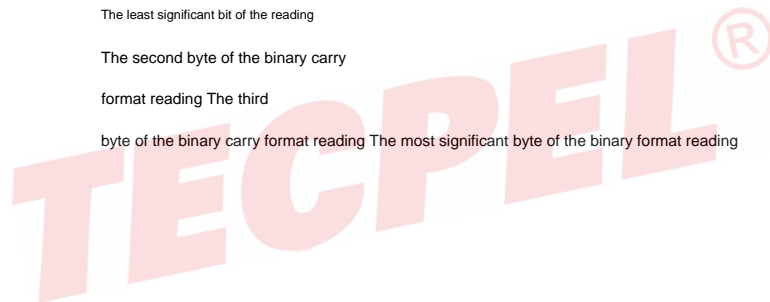 The least significant bit of the reading
The second byte of the binary carry
format reading The third
byte of the binary carry format reading The most significant byte of the binary format reading
TECPEL®